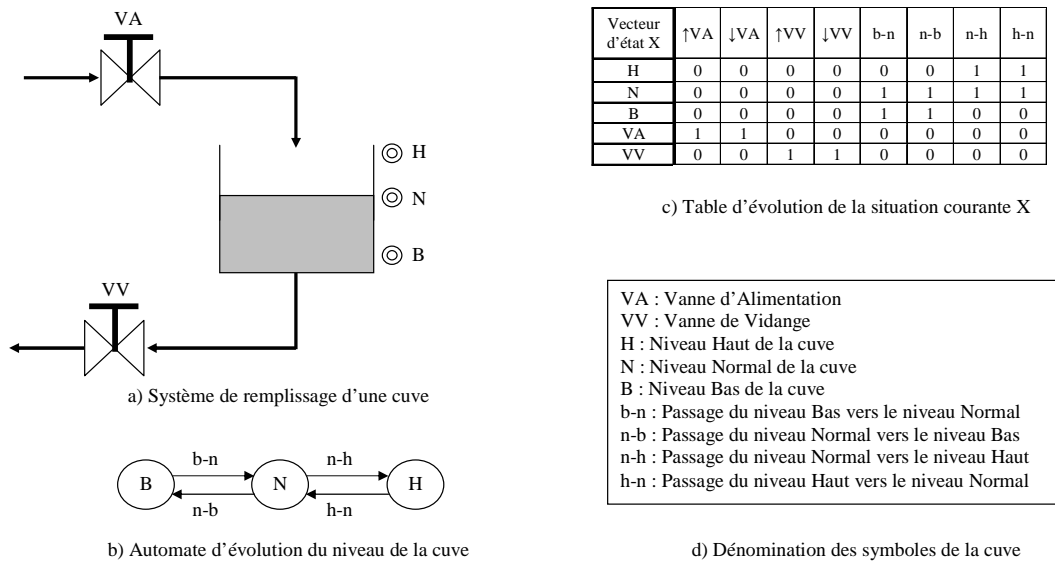 VA
H
N
B
VV
a) Système de remplissage d'une cuve
b-n n-h
B N H
n-b h-n
b) Automate d'évolution du niveau de la cuve
Vecteur d'état X ↑VA ↓VA ↑VV ↓VV b-n n-b n-h h-n
H 0 0 0 0 0 0 1 1
N 0 0 0 0 1 1 1 1
B 0 0 0 0 1 1 0 0
VA 1 1 0 0 0 0 0 0
VV 0 0 1 1 0 0 0 0
c) Table d'évolution de la situation courante X
VA : Vanne d'Alimentation
VV : Vanne de Vidange
H : Niveau Haut de la cuve
N : Niveau Normal de la cuve
B : Niveau Bas de la cuve
b-n : Passage du niveau Bas vers le niveau Normal
n-b : Passage du niveau Normal vers le niveau Bas
n-h : Passage du niveau Normal vers le niveau Haut
h-n : Passage du niveau Haut vers le niveau Normal
d) Dénomination des symboles de la cuve